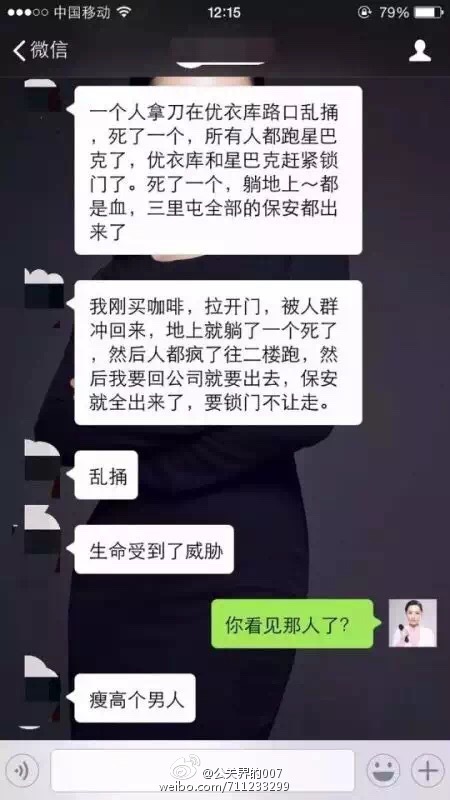 中国移动
12:15
79%
微信
一个人拿刀在优衣库路口乱捅
，死了一个，所有人都跑星巴
克了，优衣库和星巴克赶紧锁
门了。死了一个，躺地上～都
是血，三里屯全部的保安都出
来了
我刚买咖啡，拉开门，被人群
冲回来，地上就躺了一个死了
，然后人都疯了往二楼跑，然
后我要回公司就要出去，保安
就全出来了，要锁门不让走。
乱捅
生命受到了威胁
你看见那人了？
瘦高个男人
@公关界的007
weibo.com/711233299